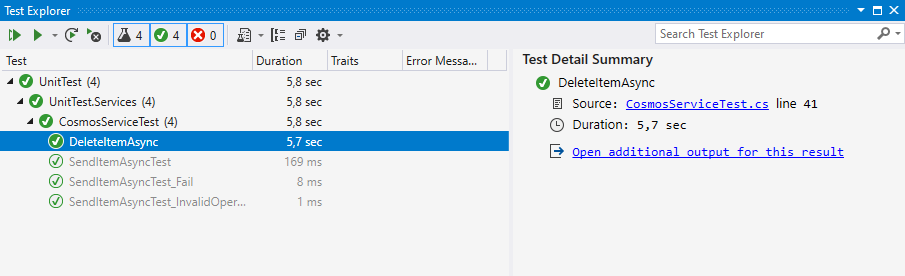 Test Explorer
4 4 0 Search Test Explorer
Test Duration Traits Error Messa...
UnitTest (4) 5,8 sec
UnitTest.Services (4) 5,8 sec
CosmosServiceTest (4) 5,8 sec
DeleteItemAsync 5,7 sec
SendItemAsyncTest 169 ms
SendItemAsyncTest_Fail 8 ms
SendItemAsyncTest_InvalidOper... 1 ms
Test Detail Summary
DeleteItemAsync
Source: CosmosServiceTest.cs line 41
Duration: 5,7 sec
Open additional output for this result